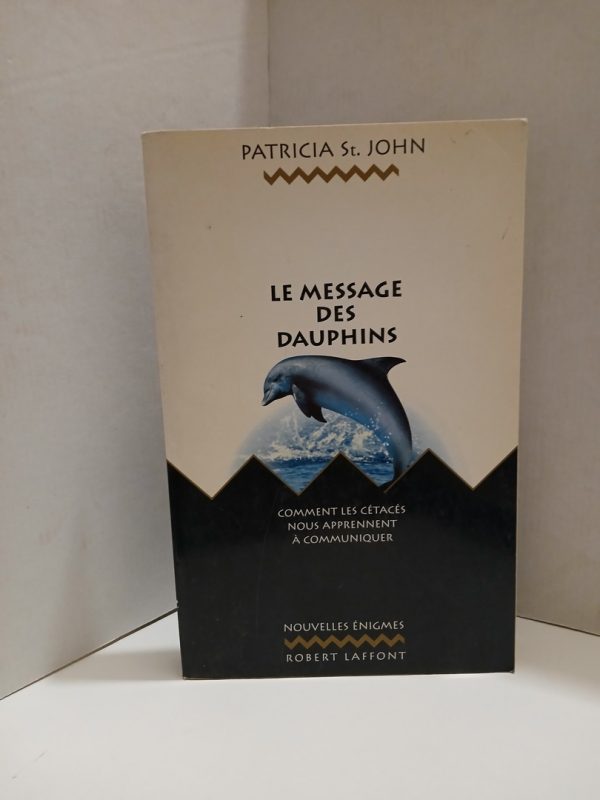 PATRICIA St. JOHN
LE MESSAGE
DES
DAUPHINS
COMMENT LES CÉTACÉS
NOUS APPRENNENT
À COMMUNIQUER
NOUVELLES ÉNIGMES
ROBERT LAFFONT